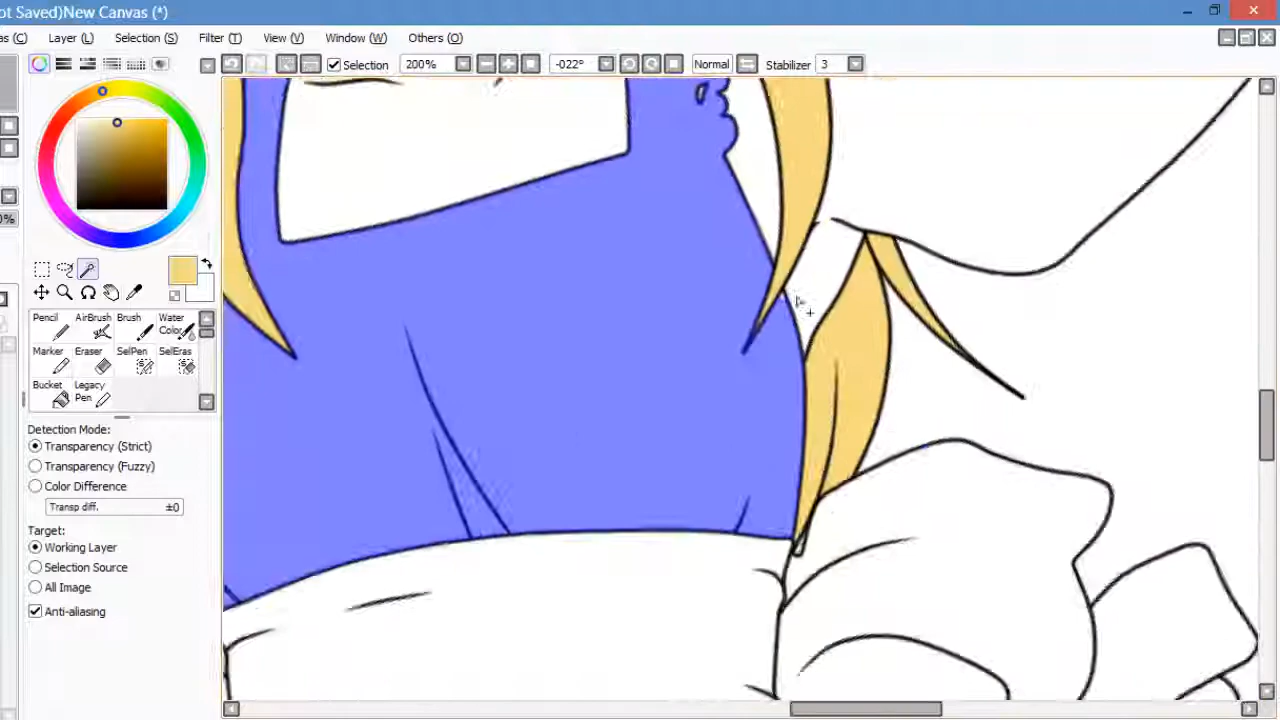 ot Saved)New Canvas (*)
as (C) Layer (L) Selection (S) Filter (T) View (V) Window (W) Others (O)
Selection 200% -022° Normal Stabilizer 3
0%
Pencil AirBrush Brush Water Color
Marker Eraser SelPen SelEras
Bucket Legacy Pen
Detection Mode:
Transparency (Strict)
Transparency (Fuzzy)
Color Difference
Transp diff. ±0
Target:
Working Layer
Selection Source
All Image
Anti-aliasing